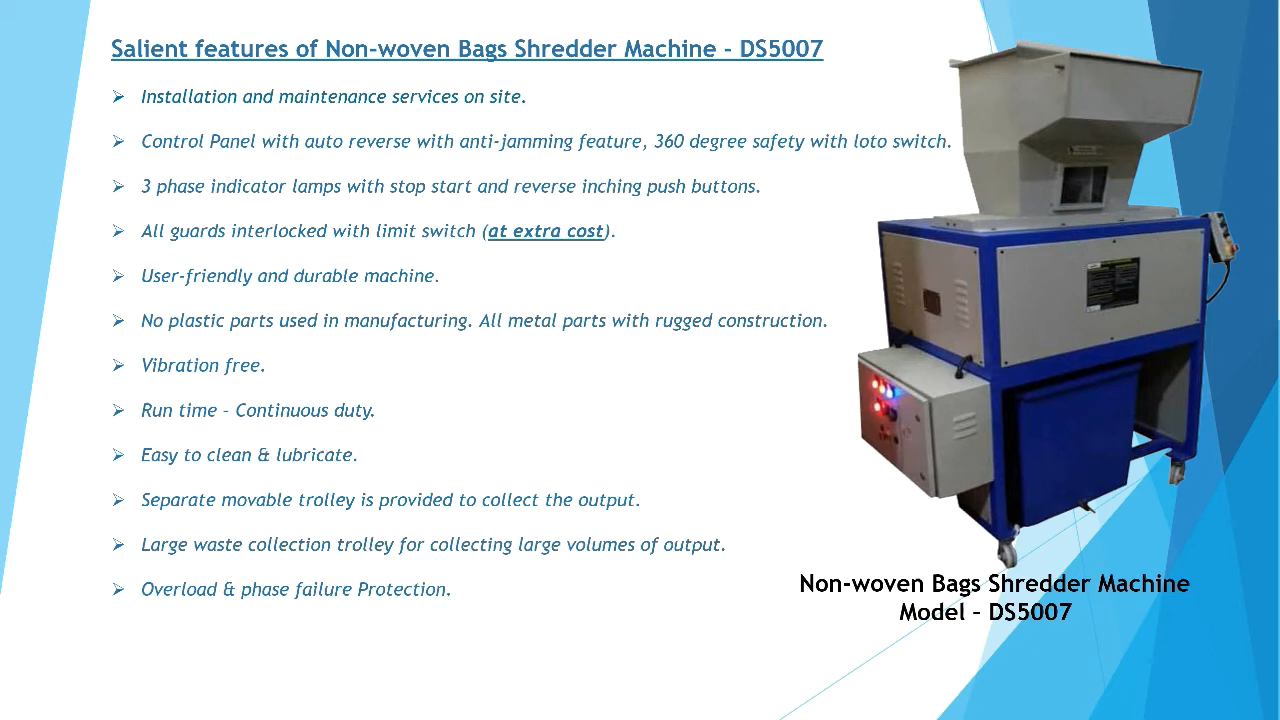 Salient features of Non-woven Bags Shredder Machine - DS5007
Installation and maintenance services on site.
Control Panel with auto reverse with anti-jamming feature, 360 degree safety with loto switch.
3 phase indicator lamps with stop start and reverse inching push buttons.
All guards interlocked with limit switch (at extra cost).
User-friendly and durable machine.
No plastic parts used in manufacturing. All metal parts with rugged construction.
Vibration free.
Run time – Continuous duty.
Easy to clean & lubricate.
Separate movable trolley is provided to collect the output.
Large waste collection trolley for collecting large volumes of output.
Overload & phase failure Protection.
Non-woven Bags Shredder Machine
Model – DS5007